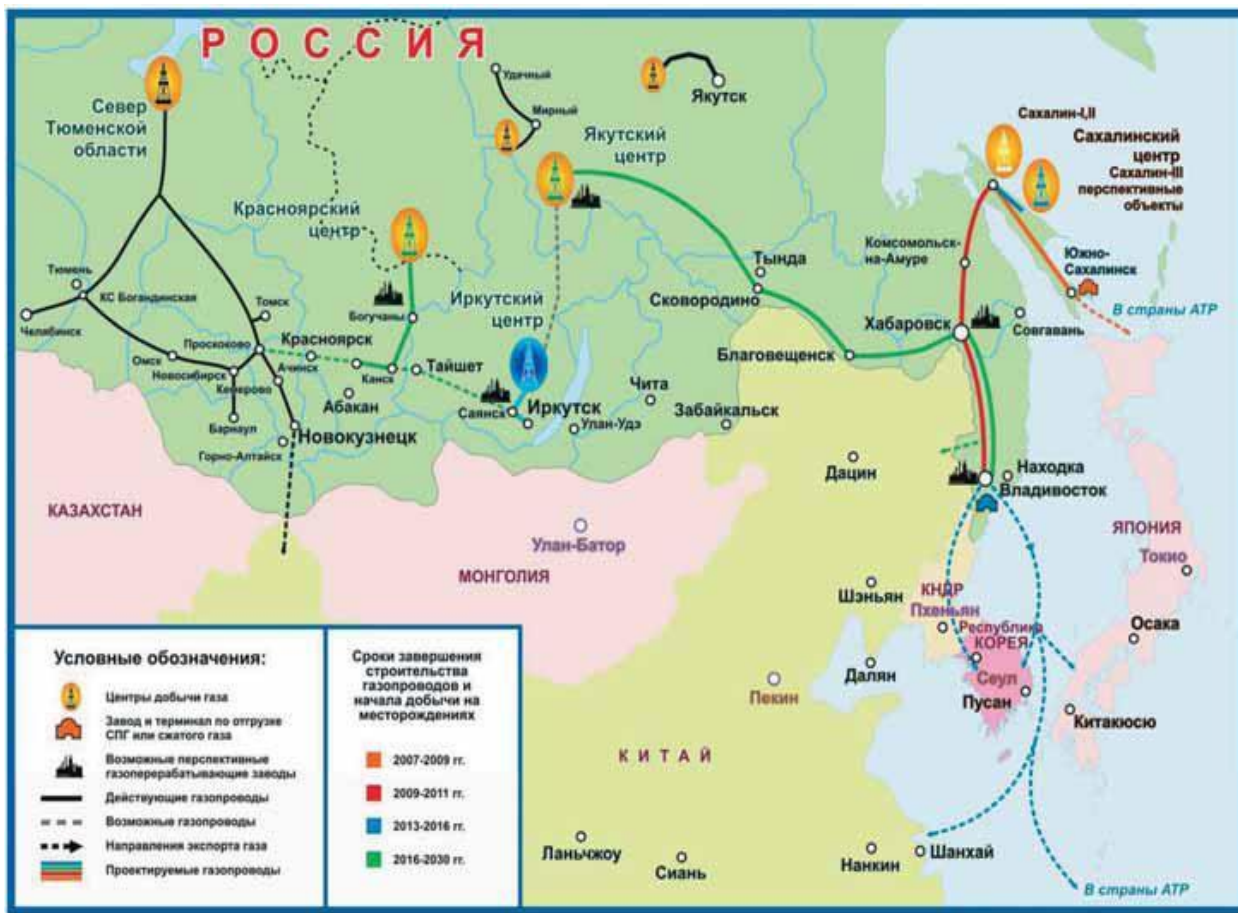 РОССИЯ
Север
Тюменской
области
Удачный
Мирный
Якутск
Якутский
центр
Сахалин-I,II
Сахалинский
центр
Сахалин-III
перспективные
объекты
Красноярский
центр
Тюмень
КС Богандинская
Челябинск
Томск
Богучаны
Иркутский
центр
Тында
Сковородино
Комсомольск-
на-Амуре
Южно-
Сахалинск
В страны АТР
Хабаровск
Совгавань
Проскоково
Красноярск
Омск
Новосибирск
Ачинск
Канск
Тайшет
Благовещенск
Кемерово
Абакан
Саянск
Иркутск
Чита
Забайкальск
Барнаул
Улан-Удэ
Новокузнецк
Горно-Алтайск
Дацин
Находка
Владивосток
КАЗАХСТАН
Улан-Батор
МОНГОЛИЯ
ЯПОНИЯ
Токио
Шэньян
КНДР
Пхеньян
Республика
КОРЕЯ
Сеул
Осака
Пекин
Далян
Пусан
Китакюсю
КИТАЙ
Ланьчжоу
Сиань
Нанкин
Шанхай
В страны АТР
Условные обозначения:
Центры добычи газа
Завод и терминал по отгрузке
СПГ или сжатого газа
Возможные перспективные
газоперерабатывающие заводы
Действующие газопроводы
Возможные газопроводы
Направления экспорта газа
Проектируемые газопроводы
Сроки завершения
строительства
газопроводов и
начала добычи на
месторождениях
2007-2009 гг.
2009-2011 гг.
2013-2016 гг.
2016-2030 гг.